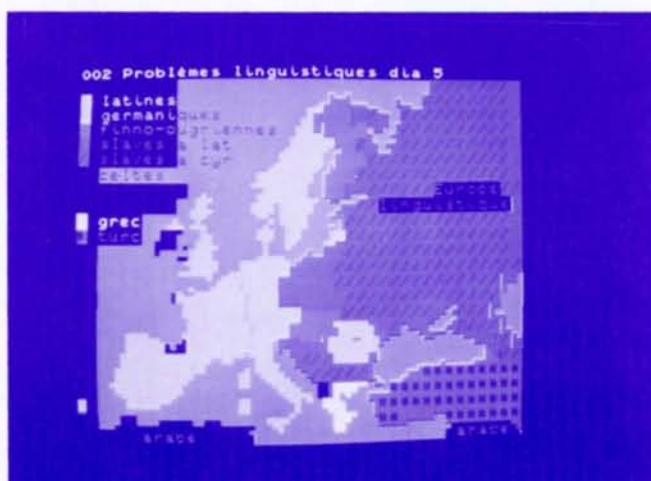 002 Problèmes linguistiques dia 5
latines
germaniques
finno-ougriennes
slaves à lat
slaves à cyr
celtes
Europe
linguistique
grec
turc
arabe
arabe